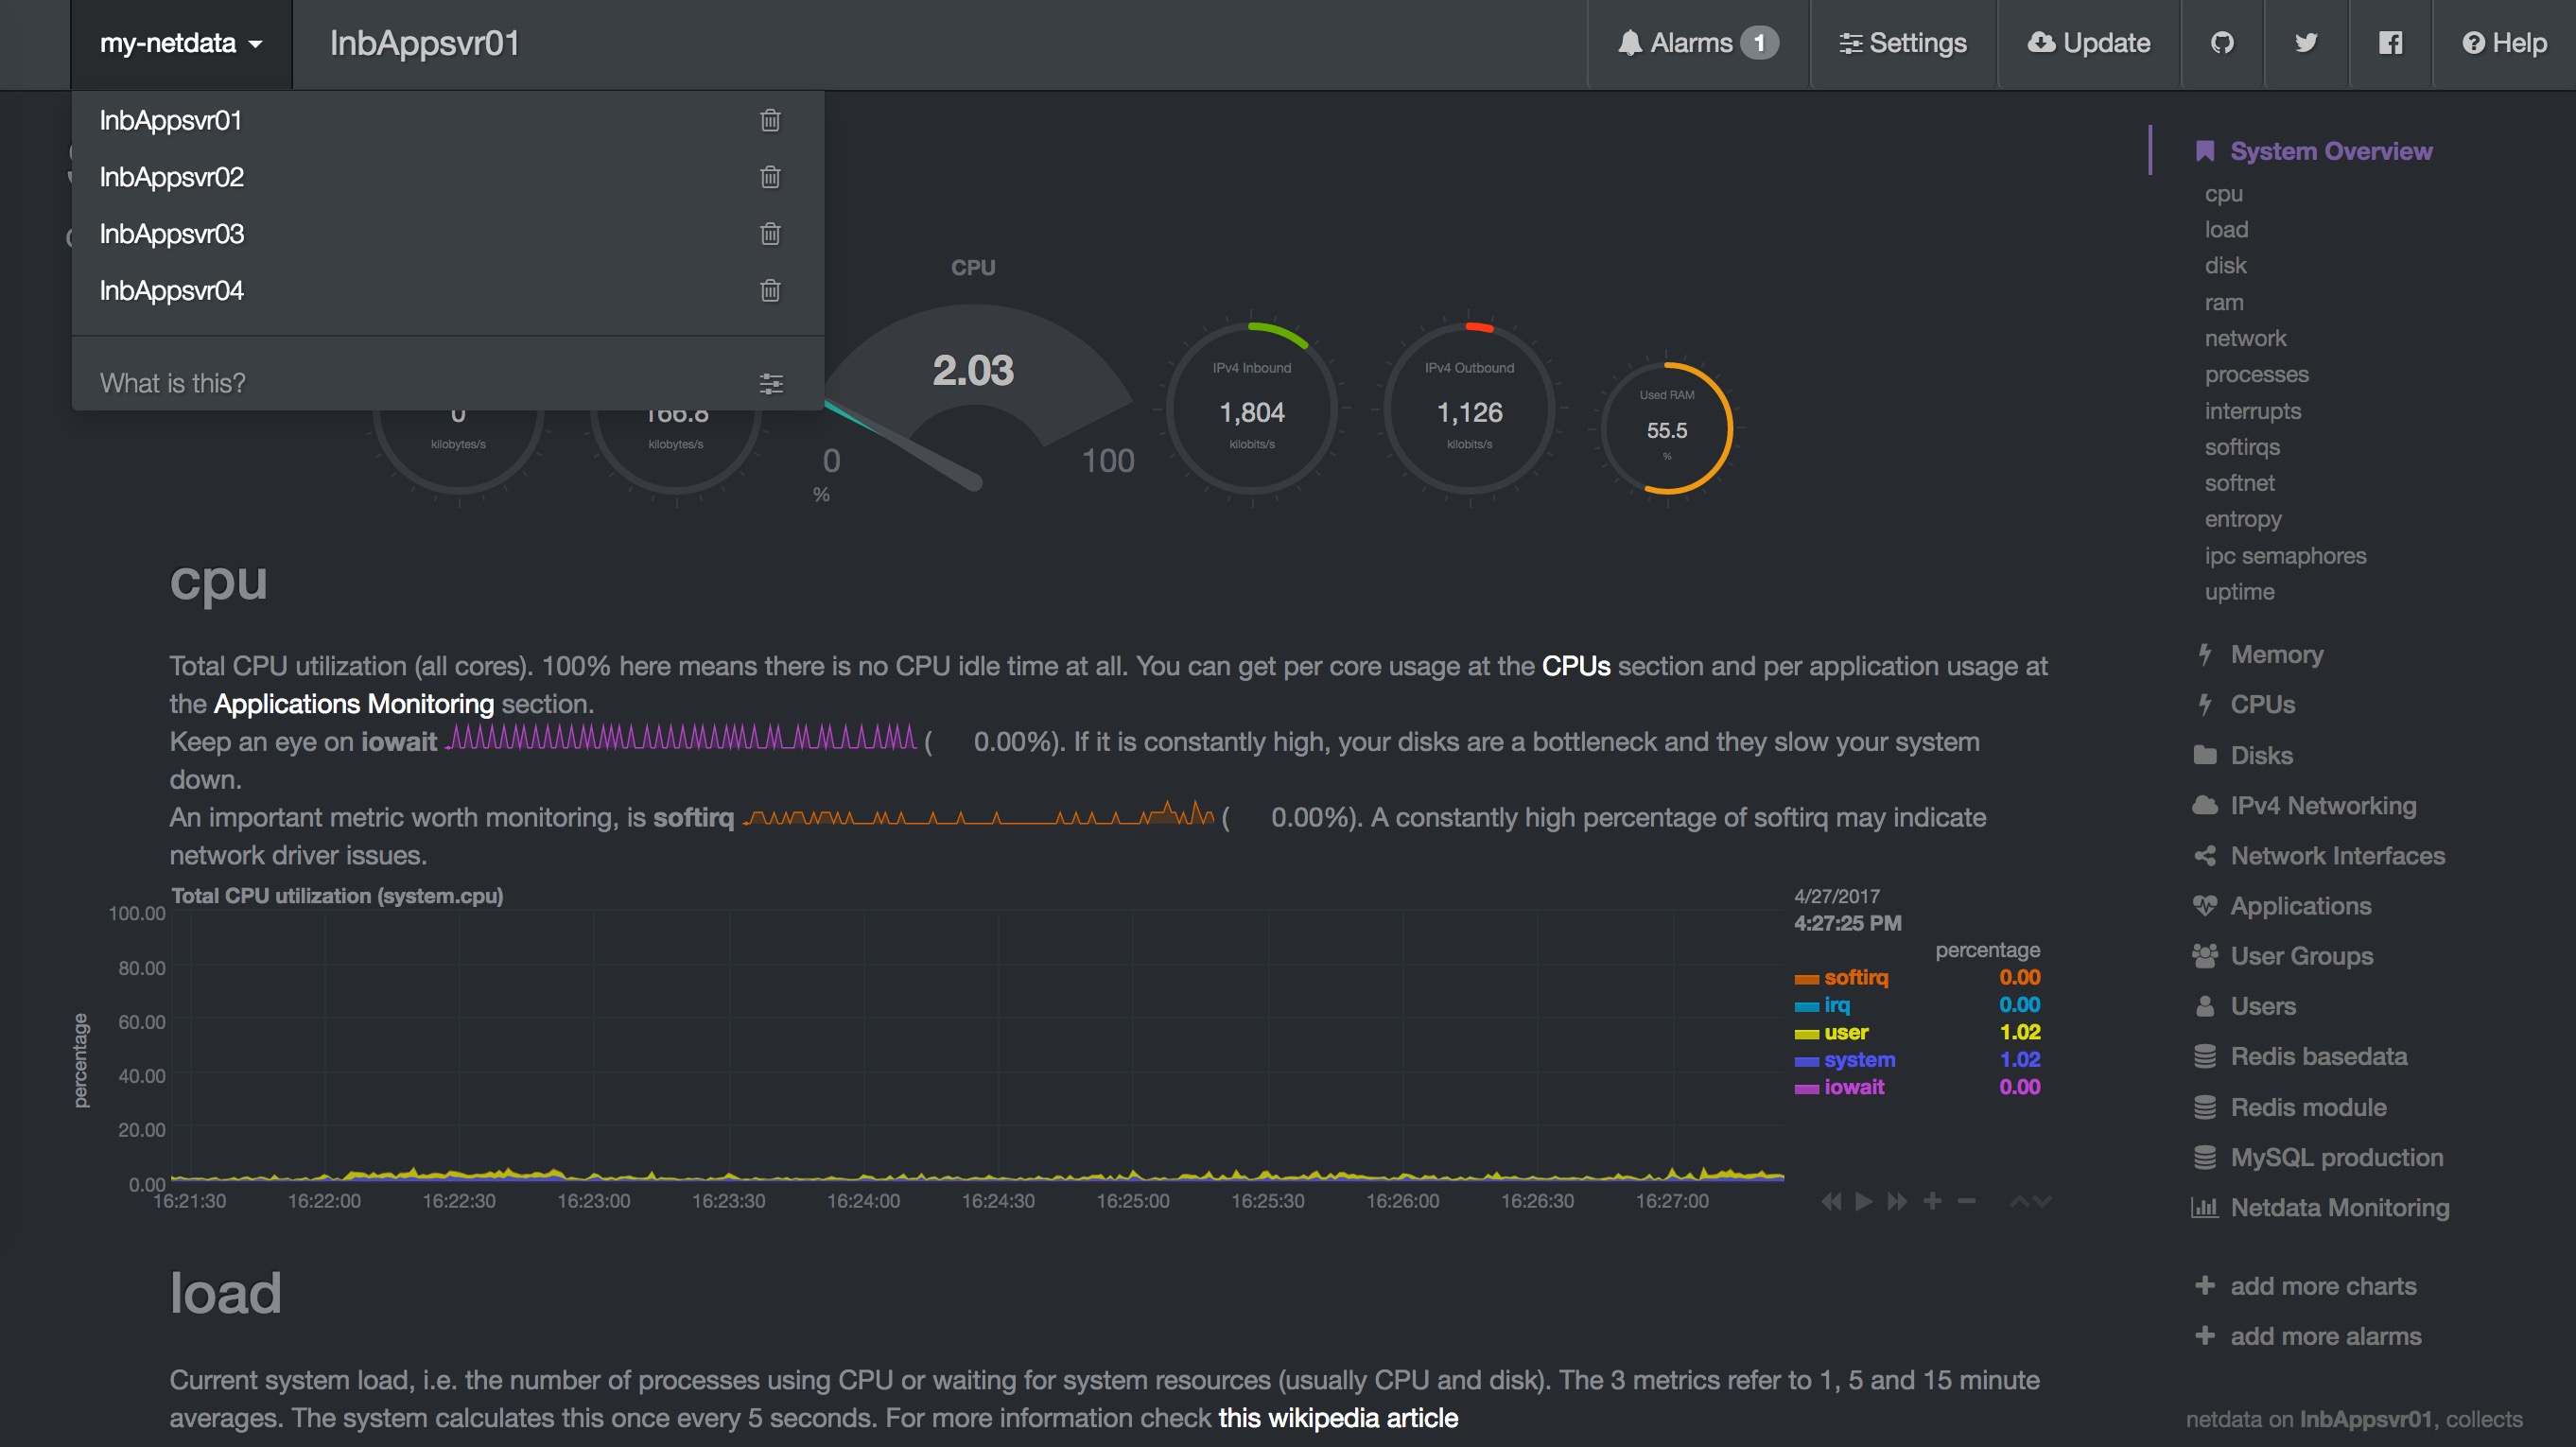 my-netdata
lnbAppsvr01
Alarms 1
Settings
Update
Help
lnbAppsvr01
lnbAppsvr02
lnbAppsvr03
lnbAppsvr04
What is this?
0
kilobytes/s
166.8
kilobytes/s
CPU
2.03
0
100
%
IPv4 Inbound
1,804
kilobits/s
IPv4 Outbound
1,126
kilobits/s
Used RAM
55.5
%
cpu
Total CPU utilization (all cores). 100% here means there is no CPU idle time at all. You can get per core usage at the CPUs section and per application usage at
the Applications Monitoring section.
Keep an eye on iowait ( 0.00%). If it is constantly high, your disks are a bottleneck and they slow your system
down.
An important metric worth monitoring, is softirq ( 0.00%). A constantly high percentage of softirq may indicate
network driver issues.
Total CPU utilization (system.cpu)
percentage
100.00
80.00
60.00
40.00
20.00
0.00
16:21:30 16:22:00 16:22:30 16:23:00 16:23:30 16:24:00 16:24:30 16:25:00 16:25:30 16:26:00 16:26:30 16:27:00
4/27/2017
4:27:25 PM
percentage
softirq 0.00
irq 0.00
user 1.02
system 1.02
iowait 0.00
load
Current system load, i.e. the number of processes using CPU or waiting for system resources (usually CPU and disk). The 3 metrics refer to 1, 5 and 15 minute
averages. The system calculates this once every 5 seconds. For more information check this wikipedia article
System Overview
cpu
load
disk
ram
network
processes
interrupts
softirqs
softnet
entropy
ipc semaphores
uptime
Memory
CPUs
Disks
IPv4 Networking
Network Interfaces
Applications
User Groups
Users
Redis basedata
Redis module
MySQL production
Netdata Monitoring
add more charts
add more alarms
netdata on lnbAppsvr01, collects